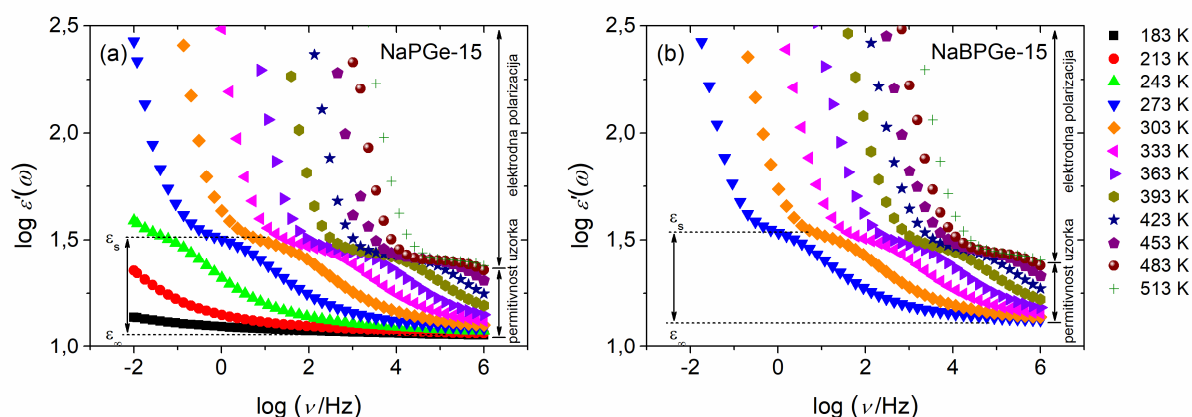 (a)
NaPGe-15
log ε′(ω)
2,5
2,0
1,5
1,0
-2
0
2
4
6
log (ν/Hz)
εs
ε∞
elektrodna polarizacija
permitivnost uzorka
(b)
NaBPGe-15
log ε′(ω)
2,5
2,0
1,5
1,0
-2
0
2
4
6
log (ν/Hz)
εs
ε∞
elektrodna polarizacija
permitivnost uzorka
183 K
213 K
243 K
273 K
303 K
333 K
363 K
393 K
423 K
453 K
483 K
513 K